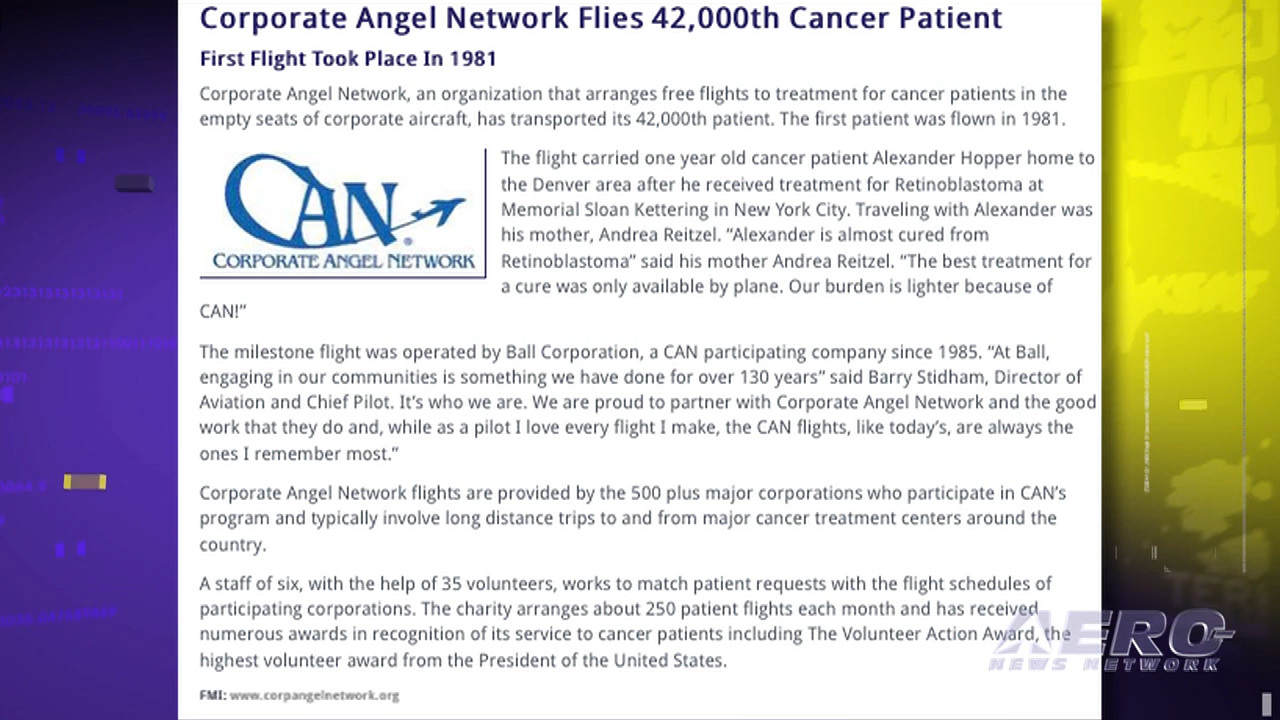 Corporate Angel Network Flies 42,000th Cancer Patient
First Flight Took Place In 1981
Corporate Angel Network, an organization that arranges free flights to treatment for cancer patients in the
empty seats of corporate aircraft, has transported its 42,000th patient. The first patient was flown in 1981.
CAN®
CORPORATE ANGEL NETWORK
The flight carried one year old cancer patient Alexander Hopper home to
the Denver area after he received treatment for Retinoblastoma at
Memorial Sloan Kettering in New York City. Traveling with Alexander was
his mother, Andrea Reitzel. “Alexander is almost cured from
Retinoblastoma” said his mother Andrea Reitzel. “The best treatment for
a cure was only available by plane. Our burden is lighter because of
CAN!”
The milestone flight was operated by Ball Corporation, a CAN participating company since 1985. “At Ball,
engaging in our communities is something we have done for over 130 years” said Barry Stidham, Director of
Aviation and Chief Pilot. It’s who we are. We are proud to partner with Corporate Angel Network and the good
work that they do and, while as a pilot I love every flight I make, the CAN flights, like today’s, are always the
ones I remember most.”
Corporate Angel Network flights are provided by the 500 plus major corporations who participate in CAN’s
program and typically involve long distance trips to and from major cancer treatment centers around the
country.
A staff of six, with the help of 35 volunteers, works to match patient requests with the flight schedules of
participating corporations. The charity arranges about 250 patient flights each month and has received
numerous awards in recognition of its service to cancer patients including The Volunteer Action Award, the
highest volunteer award from the President of the United States.
FMI: www.corpangelnetwork.org
AERO
NEWS NETWORK